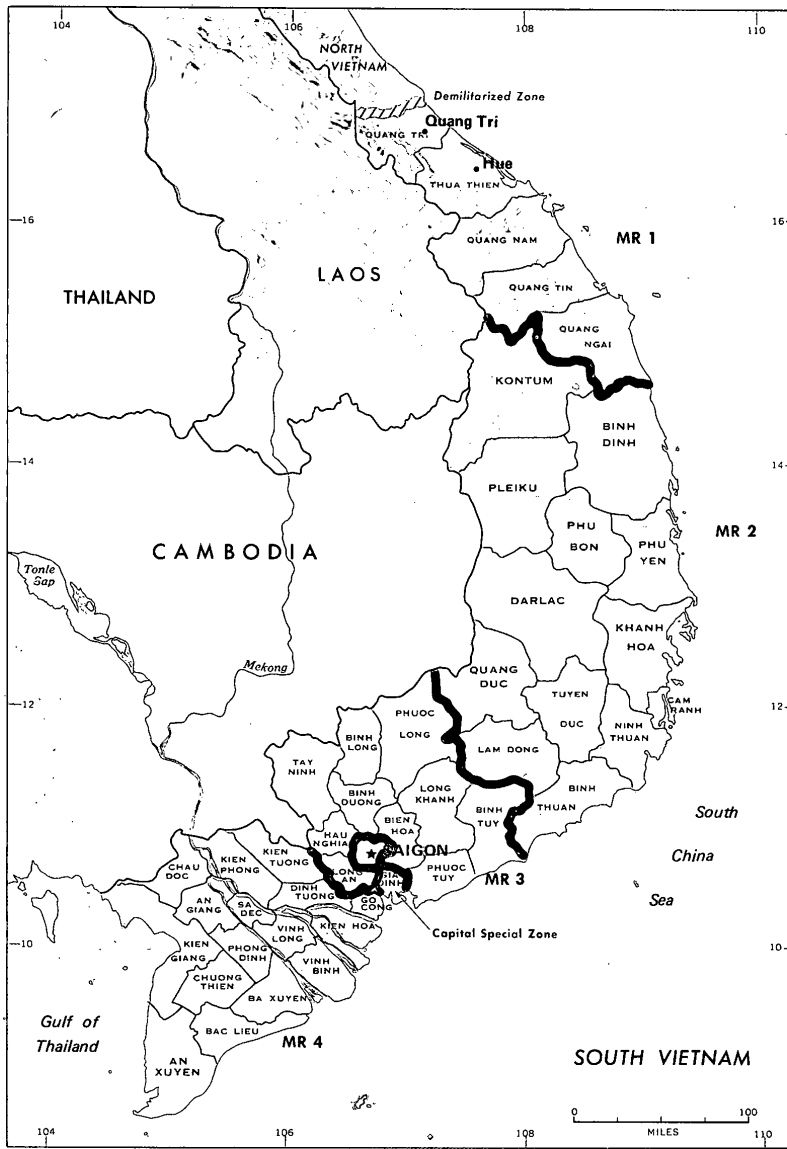 104
106
108
110
NORTH
VIETNAM
Demilitarized Zone
Quang Tri
QUANG TRI
Hue
THUA THIEN
16
16
QUANG NAM
MR 1
LAOS
THAILAND
QUANG TIN
QUANG
NGAI
KONTUM
BINH
DINH
14
14
PLEIKU
PHU
BON
MR 2
CAMBODIA
PHU
YEN
Tonle
Sap
DARLAC
KHANH
HOA
Mekong
QUANG
DUC
TUYEN
DUC
CAM
RANH
12
12
PHUOC
LONG
NINH
THUAN
BINH
LONG
LAM DONG
TAY
NINH
BINH
DUONG
LONG
KHANH
BINH
TUY
BINH
THUAN
BIEN
HOA
South
China
Sea
HAU
NGHIA
SAIGON
KIEN
TUONG
KIEN
PHONG
CHAU
DOC
LONG
AN
GIA
DINH
PHUOC
TUY
MR 3
DINH
TUONG
GO
CONG
AN
GIANG
SA
DEC
KIEN HOA
Capital Special Zone
VINH
LONG
10
10
KIEN
GIANG
PHONG
DINH
VINH
BINH
CHUONG
THIEN
BA XUYEN
Gulf of
Thailand
BAC LIEU
MR 4
AN
XUYEN
SOUTH VIETNAM
0
100
MILES
104
106
108
110